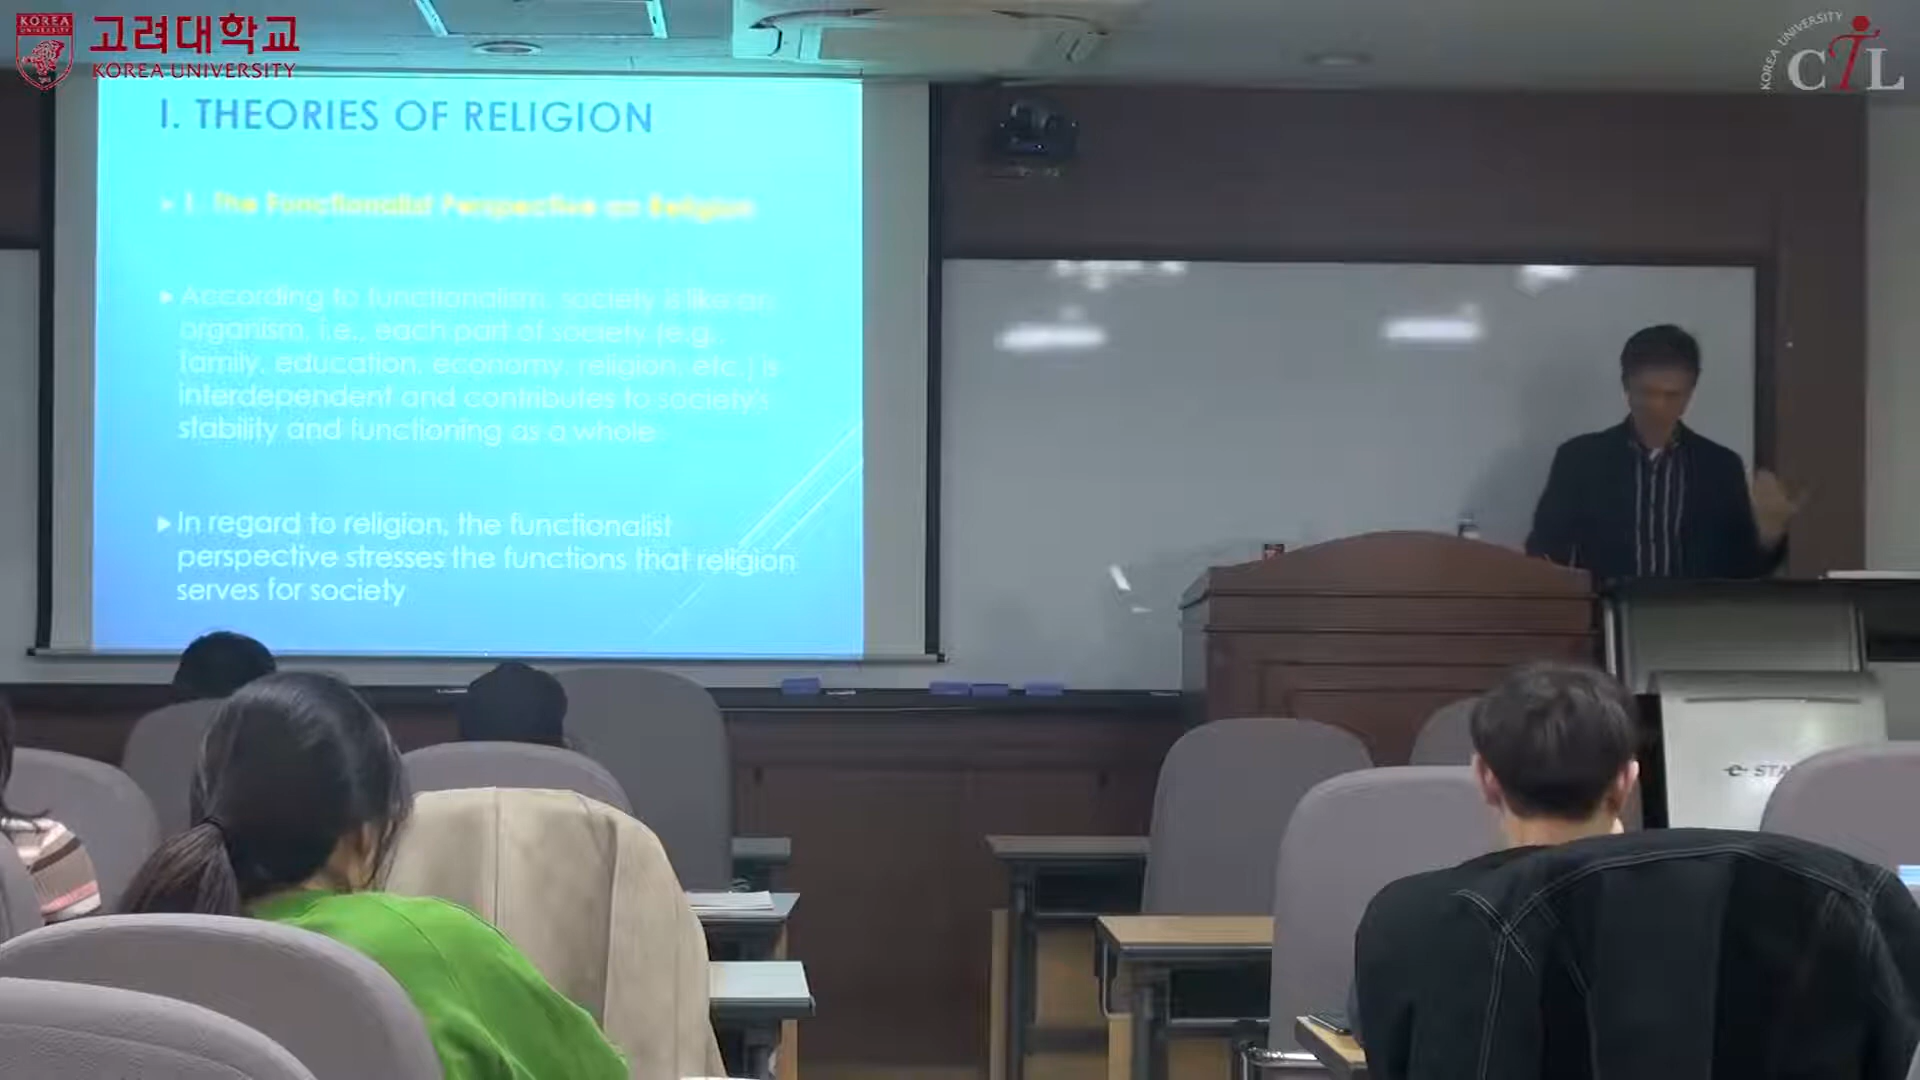 KOREA
UNIVERSITY
고려대학교
KOREA UNIVERSITY
KOREA UNIVERSITY
CTL
I. THEORIES OF RELIGION
1. The Functionalist Perspective on Religion
According to functionalism, society is like an
organism, i.e., each part of society (e.g.,
family, education, economy, religion, etc.) is
interdependent and contributes to society's
stability and functioning as a whole
In regard to religion, the functionalist
perspective stresses the functions that religion
serves for society
e-STA